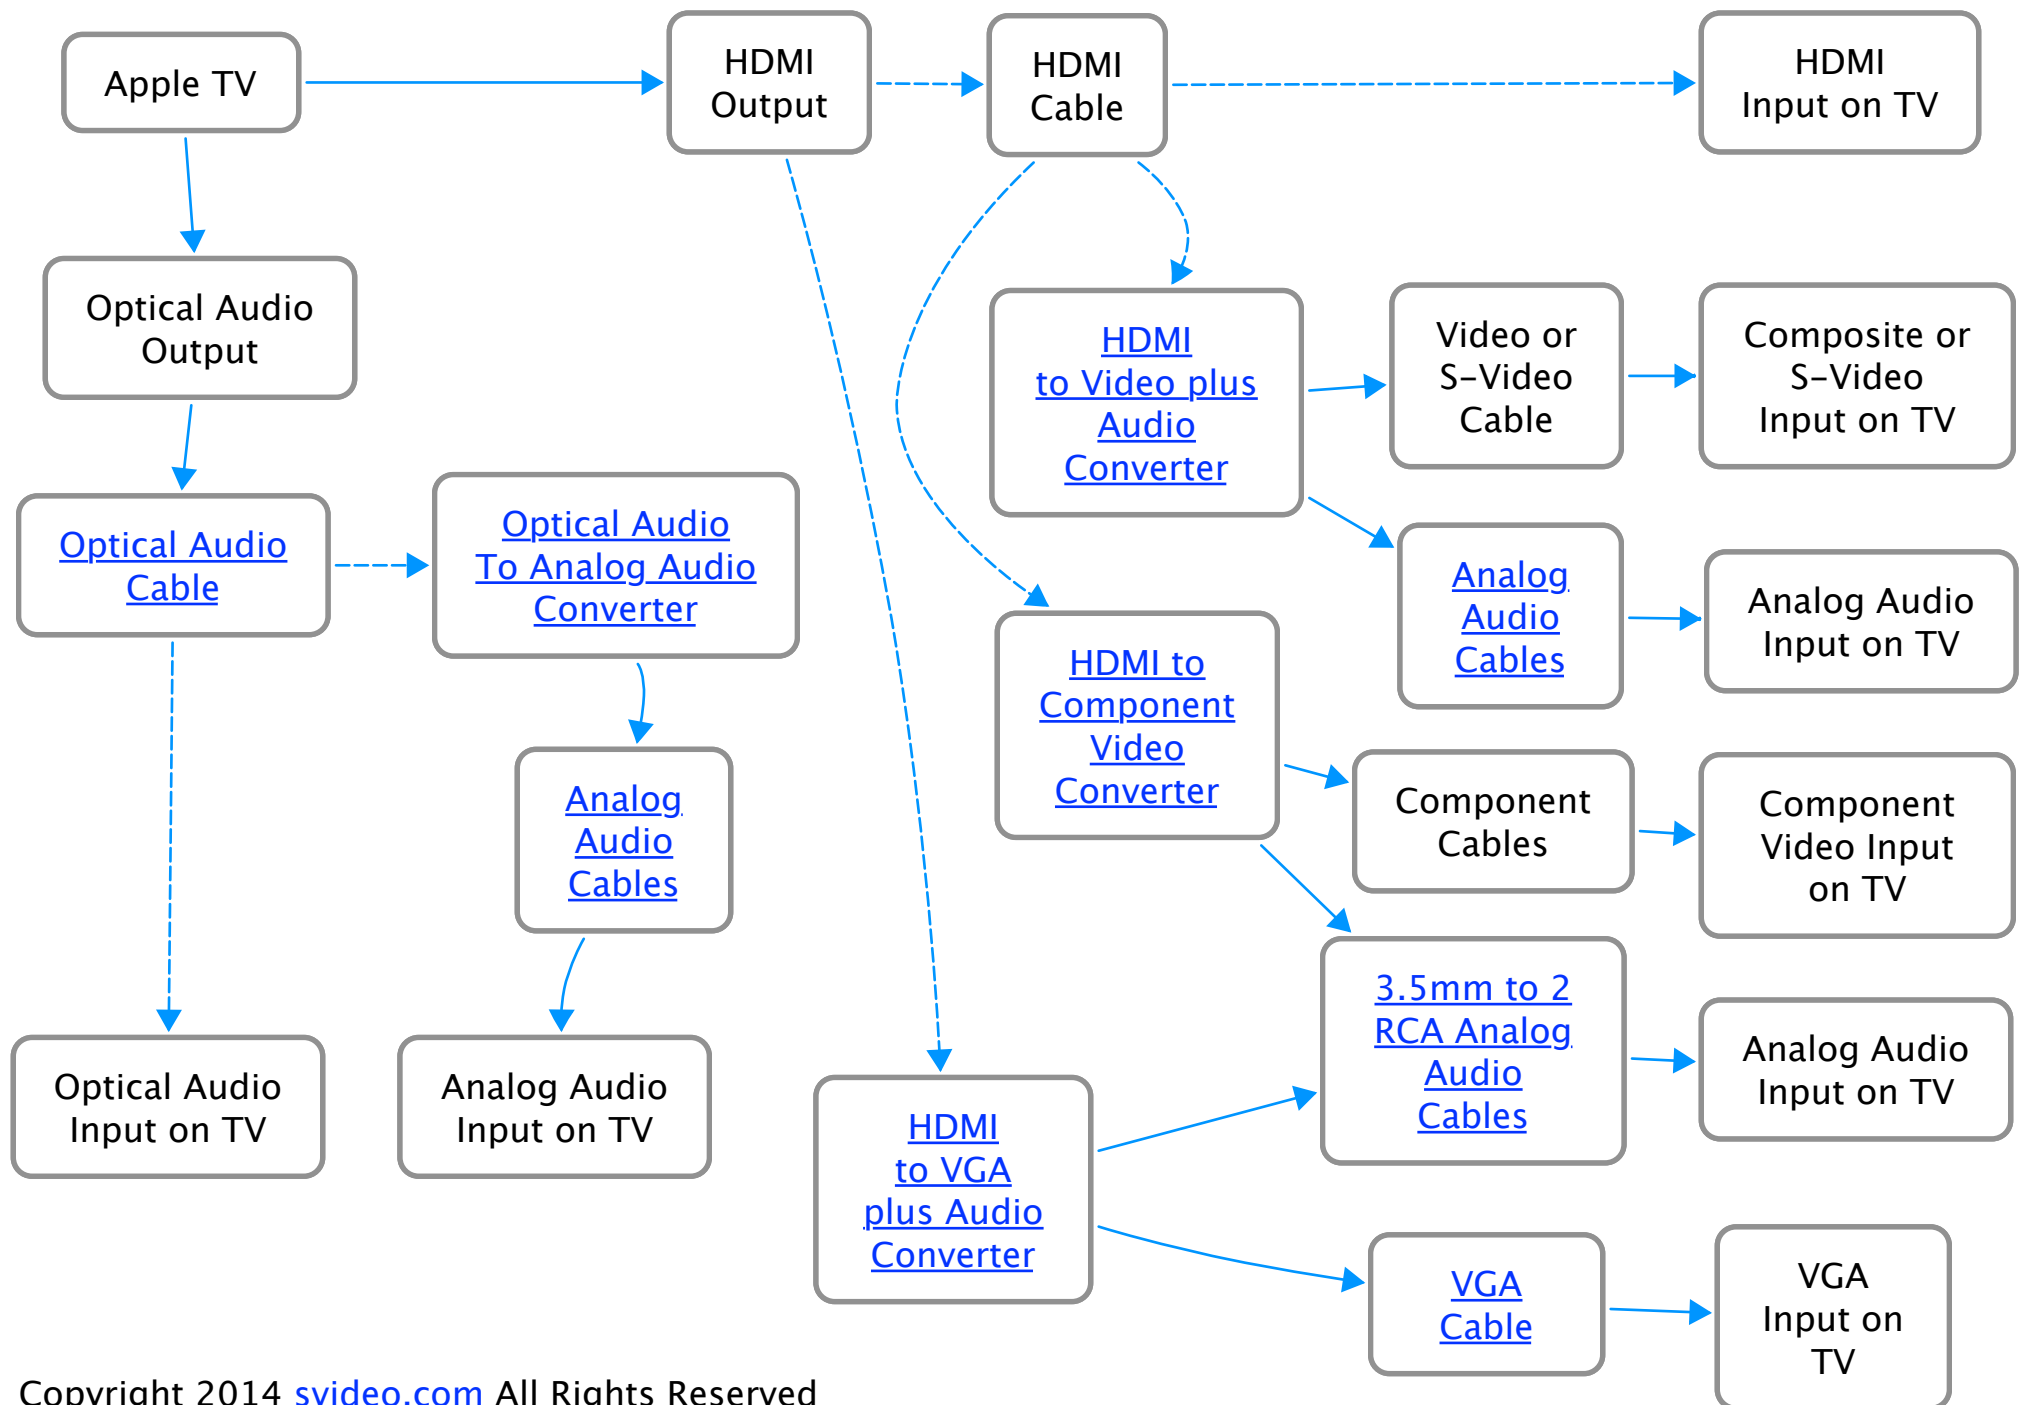 Apple TV
HDMI
Output
HDMI
Cable
HDMI
Input on TV
Optical Audio
Output
HDMI
to Video plus
Audio
Converter
Video or
S-Video
Cable
Composite or
S-Video
Input on TV
Optical Audio
Cable
Optical Audio
To Analog Audio
Converter
Analog
Audio
Cables
Analog Audio
Input on TV
HDMI to
Component
Video
Converter
Analog
Audio
Cables
Component
Cables
Component
Video Input
on TV
3.5mm to 2
RCA Analog
Audio
Cables
Analog Audio
Input on TV
Optical Audio
Input on TV
Analog Audio
Input on TV
HDMI
to VGA
plus Audio
Converter
VGA
Cable
VGA
Input on
TV
Copyright 2014 svideo.com All Rights Reserved